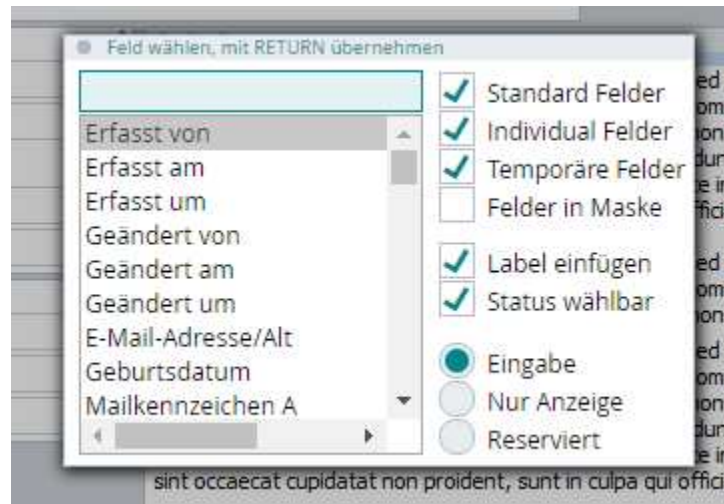 Feld wählen, mit RETURN übernehmen
Erfasst von
Erfasst am
Erfasst um
Geändert von
Geändert am
Geändert um
E-Mail-Adresse/Alt
Geburtsdatum
Mailkennzeichen A
Standard Felder
Individual Felder
Temporäre Felder
Felder in Maske
Label einfügen
Status wählbar
Eingabe
Nur Anzeige
Reserviert
sint occaecat cupidatat non proident, sunt in culpa qui offici